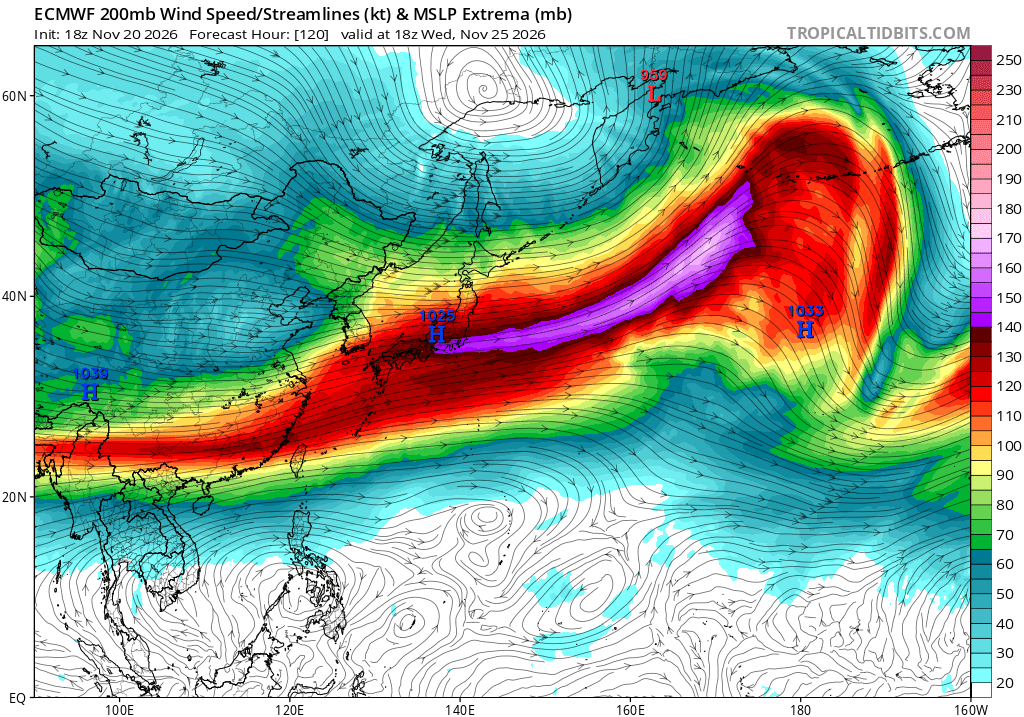 ECMWF 200mb Wind Speed/Streamlines (kt) & MSLP Extrema (mb)
Init: 18z Nov 20 2026 Forecast Hour: [120] valid at 18z Wed, Nov 25 2026
TROPICALTIDBITS.COM
60N
40N
20N
EQ
100E
120E
140E
160E
180
160W
959
L
1025
H
1033
H
1039
H
250
230
210
200
190
180
170
160
150
140
130
120
110
100
90
80
70
60
50
40
30
20